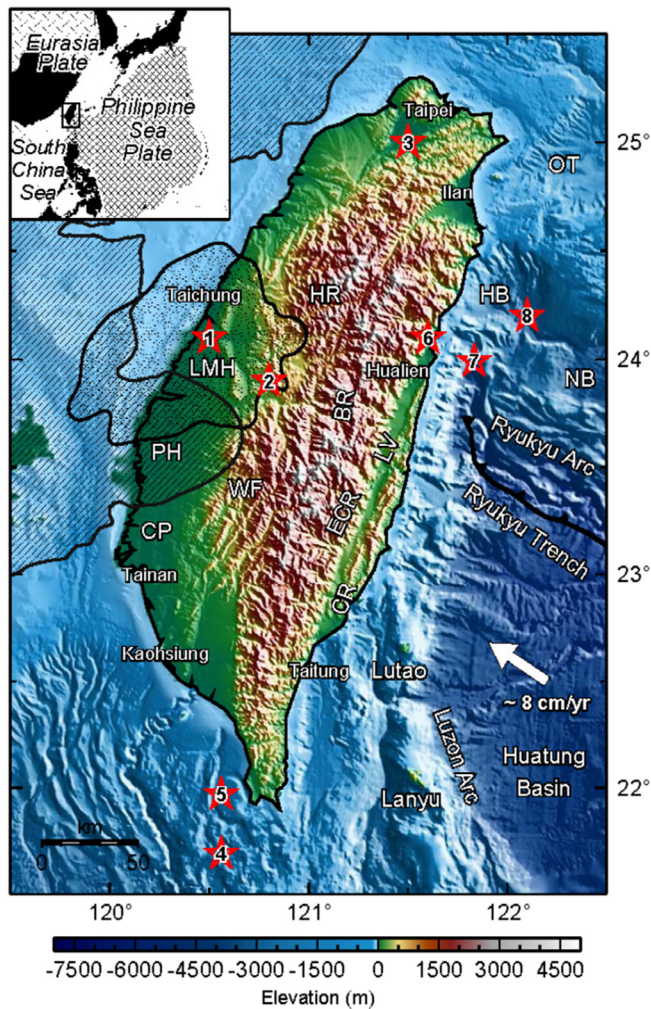 Eurasia
Plate
Philippine
Sea
Plate
South
China
Sea
Taipei
3
25°
OT
Ilan
Taichung
HR
HB
8
1
6
LMH
2
Hualien
7
24°
NB
BR
Ryukyu Arc
PH
LV
WF
Ryukyu Trench
ECR
CP
Tainan
23°
CR
Kaohsiung
Taitung
Lutao
~ 8 cm/yr
Luzon Arc
Huatung
Basin
5
22°
Lanyu
km
0
50
4
120°
121°
122°
-7500 -6000 -4500 -3000 -1500 0 1500 3000 4500
Elevation (m)